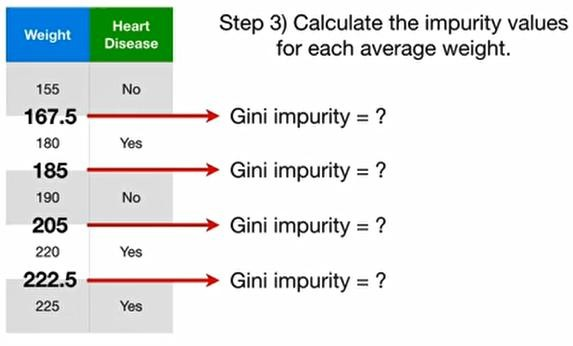 Step 3) Calculate the impurity values
for each average weight.
Weight Heart
Disease
155 No
167.5 Gini impurity = ?
180 Yes
185 Gini impurity = ?
190 No
205 Gini impurity = ?
220 Yes
222.5 Gini impurity = ?
225 Yes